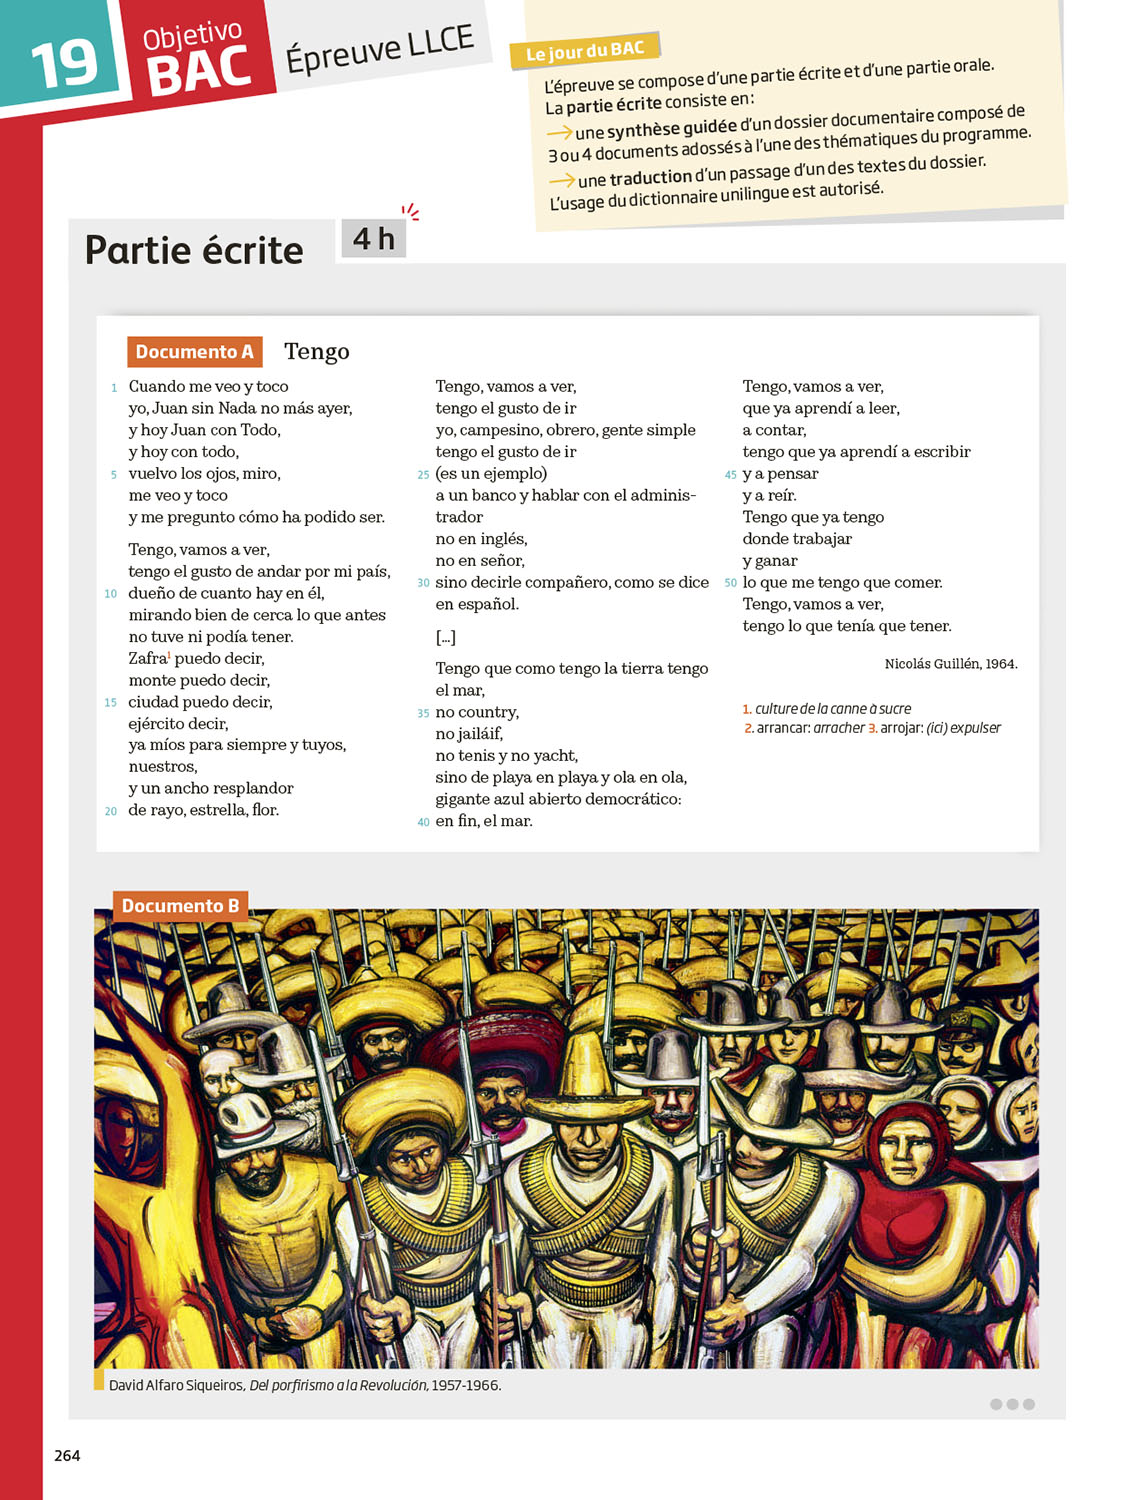 19
Objetivo
BAC
Épreuve LLCE
Le jour du BAC
L'épreuve se compose d'une partie écrite et d'une partie orale.
La partie écrite consiste en :
→ une synthèse guidée d'un dossier documentaire composé de
3 ou 4 documents adossés à l'une des thématiques du programme.
→ une traduction d'un passage d'un des textes du dossier.
L'usage du dictionnaire unilingue est autorisé.
Partie écrite
4 h
Documento A
Tengo
1 Cuando me veo y toco
yo, Juan sin Nada no más ayer,
y hoy Juan con Todo,
y hoy con todo,
5 vuelvo los ojos, miro,
me veo y toco
y me pregunto cómo ha podido ser.
Tengo, vamos a ver,
tengo el gusto de andar por mi país,
10 dueño de cuanto hay en él,
mirando bien de cerca lo que antes
no tuve ni podía tener.
Zafra1 puedo decir,
monte puedo decir,
15 ciudad puedo decir,
ejército decir,
ya míos para siempre y tuyos,
nuestros,
y un ancho resplandor
20 de rayo, estrella, flor.
Tengo, vamos a ver,
tengo el gusto de ir
yo, campesino, obrero, gente simple
tengo el gusto de ir
25 (es un ejemplo)
a un banco y hablar con el adminis-
trador
no en inglés,
no en señor,
30 sino decirle compañero, como se dice
en español.
[...]
Tengo que como tengo la tierra tengo
el mar,
35 no country,
no jailáif,
no tenis y no yacht,
sino de playa en playa y ola en ola,
gigante azul abierto democrático:
40 en fin, el mar.
Tengo, vamos a ver,
que ya aprendí a leer,
a contar,
tengo que ya aprendí a escribir
45 y a pensar
y a reír.
Tengo que ya tengo
donde trabajar
y ganar
50 lo que me tengo que comer.
Tengo, vamos a ver,
tengo lo que tenía que tener.
Nicolás Guillén, 1964.
1. culture de la canne à sucre
2. arrancar: arracher 3. arrojar: (ici) expulser
Documento B
David Alfaro Siqueiros, Del porfirismo a la Revolución, 1957-1966.
264